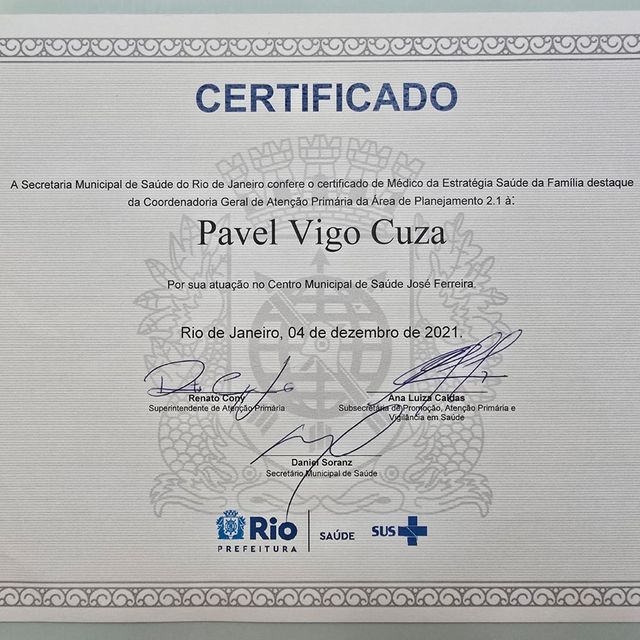 CERTIFICADO
A Secretaria Municipal de Saúde do Rio de Janeiro confere o certificado de Médico da Estratégia Saúde da Família destaque
da Coordenadoria Geral de Atenção Primária da Área de Planejamento 2.1 à:
Pavel Vigo Cuza
Por sua atuação no Centro Municipal de Saúde José Ferreira.
Rio de Janeiro, 04 de dezembro de 2021.
Renato Cony
Superintendente de Atenção Primária
Ana Luiza Caldas
Subsecretária de Promoção, Atenção Primária e
Vigilância em Saúde
Daniel Soranz
Secretário Municipal de Saúde
Rio
PREFEITURA
SAÚDE
SUS